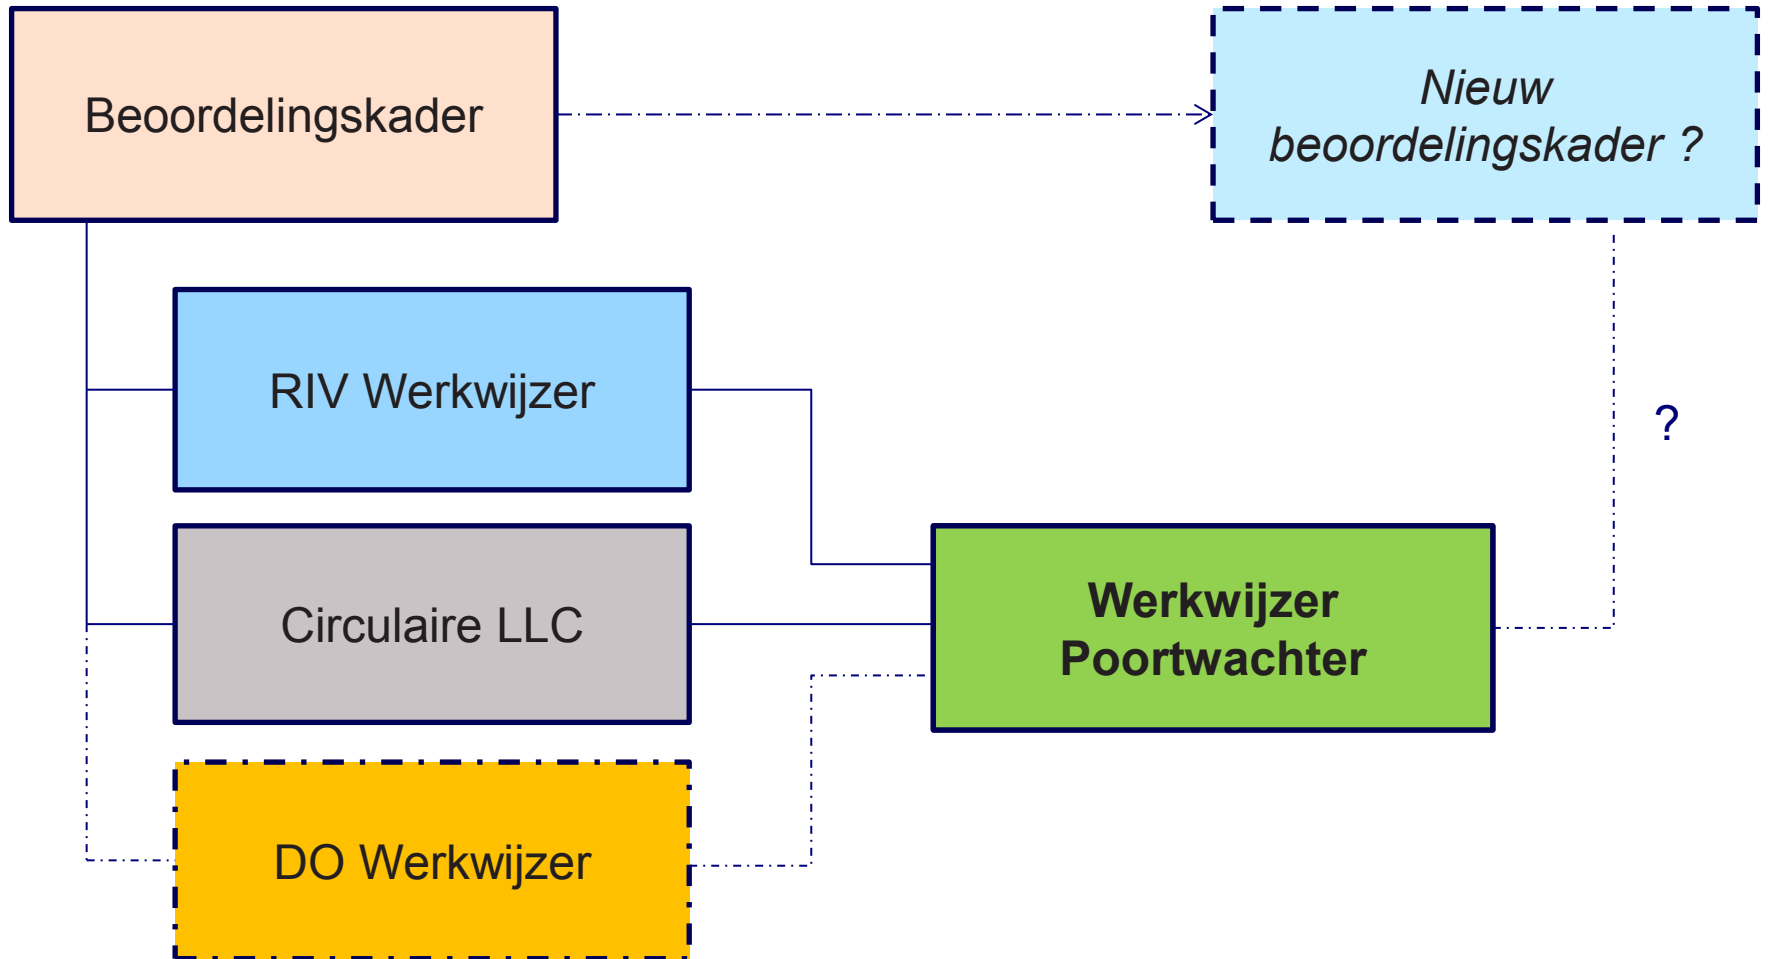 Beoordelingskader
Nieuw
beoordelingskader ?
RIV Werkwijzer
?
Circulaire LLC
Werkwijzer
Poortwachter
DO Werkwijzer